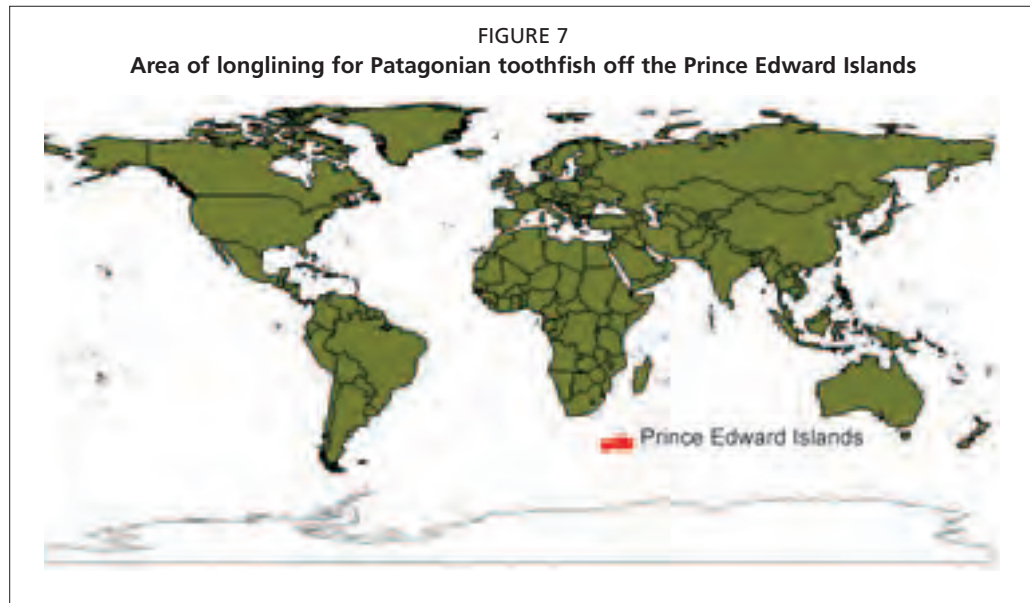 FIGURE 7
Area of longlining for Patagonian toothfish off the Prince Edward Islands
Prince Edward Islands